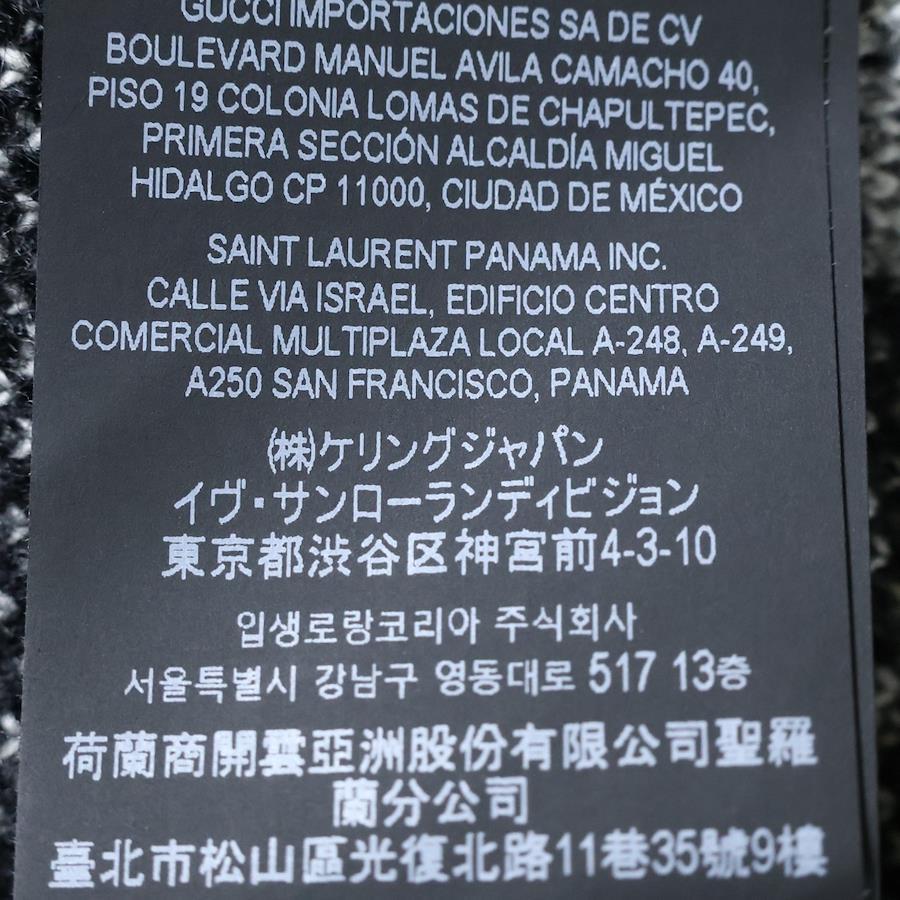 GUCCI IMPORTACIONES SA DE CV
BOULEVARD MANUEL AVILA CAMACHO 40,
PISO 19 COLONIA LOMAS DE CHAPULTEPEC,
PRIMERA SECCIÓN ALCALDÍA MIGUEL
HIDALGO CP 11000, CIUDAD DE MÉXICO
SAINT LAURENT PANAMA INC.
CALLE VIA ISRAEL, EDIFICIO CENTRO
COMERCIAL MULTIPLAZA LOCAL A-248, A-249,
A250 SAN FRANCISCO, PANAMA
㈱ケリングジャパン
イヴ・サンローランディビジョン
東京都渋谷区神宮前4-3-10
입생로랑코리아 주식회사
서울특별시 강남구 영동대로 517 13층
荷蘭商開雲亞洲股份有限公司聖羅
蘭分公司
臺北市松山區光復北路11巷35號9樓